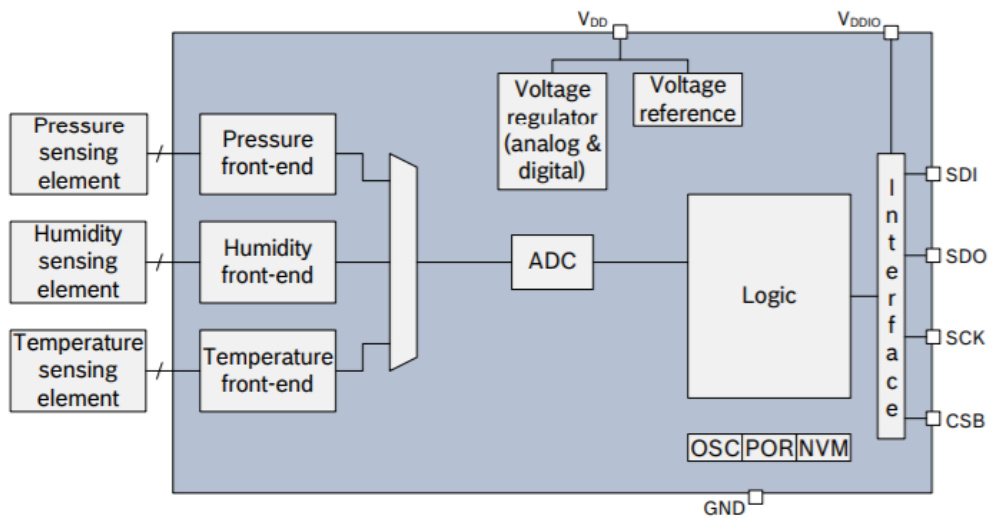 VDD
VDDIO
Voltage
regulator
(analog &
digital)
Voltage
reference
Pressure
sensing
element
Pressure
front-end
Humidity
sensing
element
Humidity
front-end
Temperature
sensing
element
Temperature
front-end
ADC
Logic
Interface
SDI
SDO
SCK
CSB
OSC
POR
NVM
GND